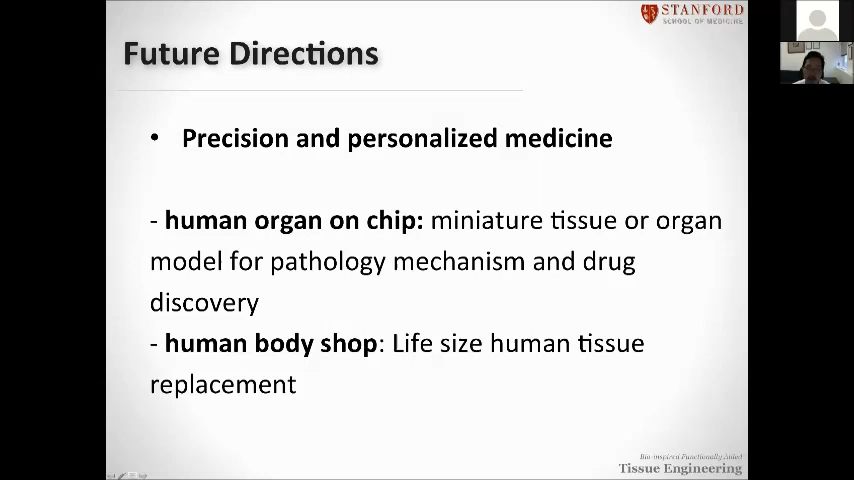 STANFORD
SCHOOL OF MEDICINE
Future Directions
• Precision and personalized medicine
- human organ on chip: miniature tissue or organ
model for pathology mechanism and drug
discovery
- human body shop: Life size human tissue
replacement
Bio-inspired Functionally Aided
Tissue Engineering